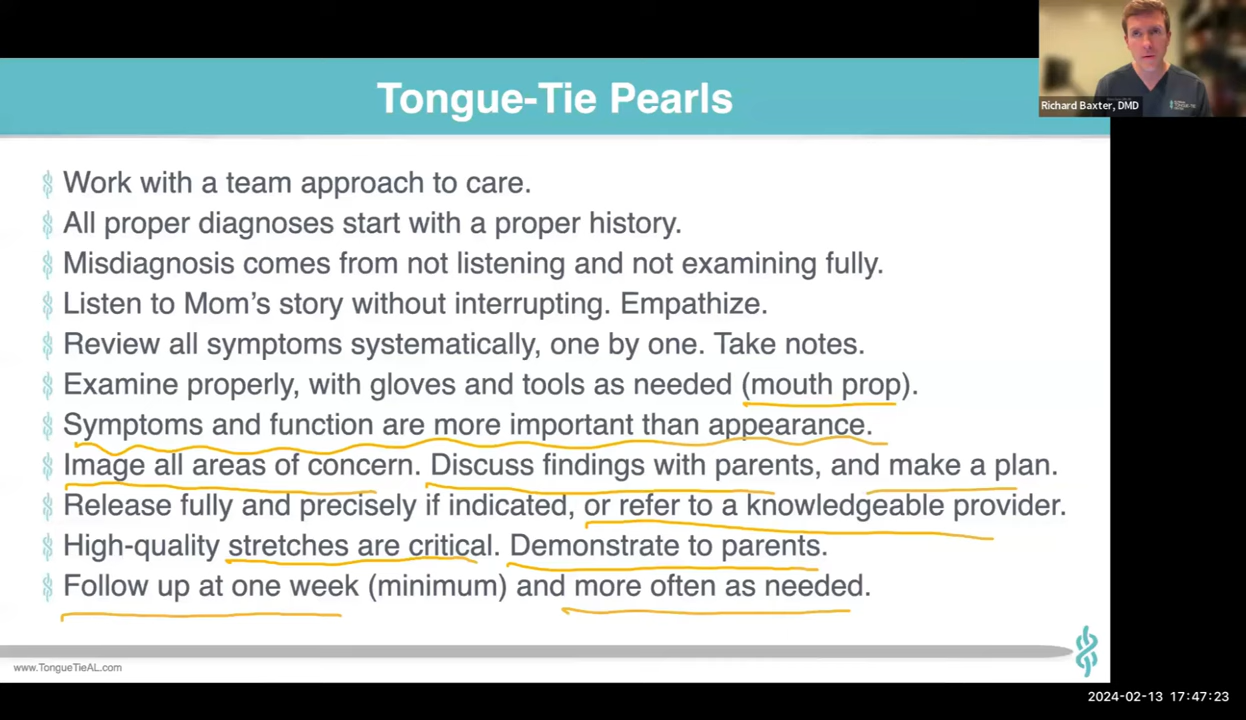 Richard Baxter, DMD
Tongue-Tie Pearls
Work with a team approach to care.
All proper diagnoses start with a proper history.
Misdiagnosis comes from not listening and not examining fully.
Listen to Mom’s story without interrupting. Empathize.
Review all symptoms systematically, one by one. Take notes.
Examine properly, with gloves and tools as needed (mouth prop).
Symptoms and function are more important than appearance.
Image all areas of concern. Discuss findings with parents, and make a plan.
Release fully and precisely if indicated, or refer to a knowledgeable provider.
High-quality stretches are critical. Demonstrate to parents.
Follow up at one week (minimum) and more often as needed.
www.TongueTieAL.com
2024-02-13 17:47:23